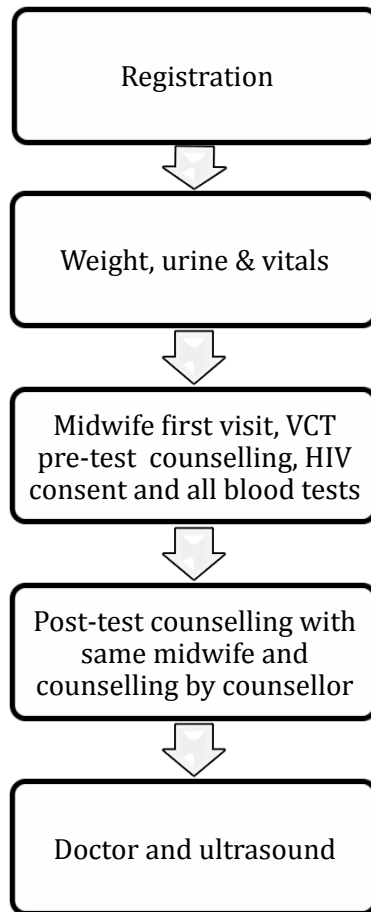 Registration
Weight, urine & vitals
Midwife first visit, VCT
pre-test counselling, HIV
consent and all blood tests
Post-test counselling with
same midwife and
counselling by counsellor
Doctor and ultrasound